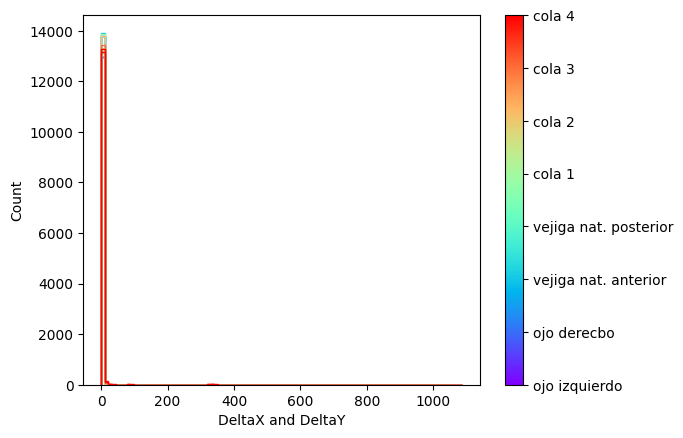 14000
12000
10000
8000
6000
4000
2000
0
Count
0 200 400 600 800 1000
DeltaX and DeltaY
cola 4
cola 3
cola 2
cola 1
vejiga nat. posterior
vejiga nat. anterior
ojo derecbo
ojo izquierdo